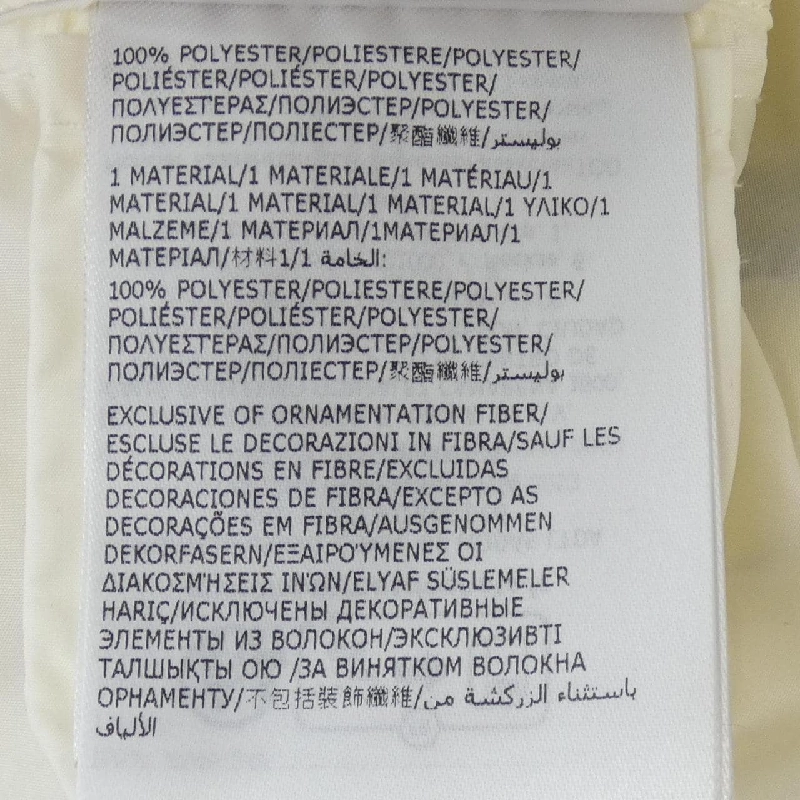 100% POLYESTER/POLIESTERE/POLYESTER/
POLIÉSTER/POLIÉSTER/POLYESTER/
ΠΟΛΥΕΣΤΕΡΑΣ/ПОЛИЭСТЕР/POLYESTER/
ПОЛИЭСТЕР/ПОЛІЕСТЕР/聚酯纖維/بوليستر
1 MATERIAL/1 MATERIALE/1 MATÉRIAU/1
MATERIAL/1 MATERIAL/1 MATERIAL/1 ΥΛΙΚΟ/1
MALZEME/1 МАТЕРИАЛ/1МАТЕРИАЛ/1
МАТЕРІАЛ/材料1/1 الخامة:
100% POLYESTER/POLIESTERE/POLYESTER/
POLIÉSTER/POLIÉSTER/POLYESTER/
ΠΟΛΥΕΣΤΕΡΑΣ/ПОЛИЭСТЕР/POLYESTER/
ПОЛИЭСТЕР/ПОЛІЕСТЕР/聚酯纖維/بوليستر
EXCLUSIVE OF ORNAMENTATION FIBER/
ESCLUSE LE DECORAZIONI IN FIBRA/SAUF LES
DÉCORATIONS EN FIBRE/EXCLUIDAS
DECORACIONES DE FIBRA/EXCEPTO AS
DECORAÇÕES EM FIBRA/AUSGENOMMEN
DEKORFASERN/ΕΞΑΙΡΟΎΜΕΝΕΣ ΟΙ
ΔΙΑΚΟΣΜΉΣΕΙΣ ΙΝΏΝ/ELYAF SÜSLEMELER
HARIÇ/ИСКЛЮЧЕНЫ ДЕКОРАТИВНЫЕ
ЭЛЕМЕНТЫ ИЗ ВОЛОКОН/ЭКСКЛЮЗИВТІ
ТАЛШЫҚТЫ ОЮ /ЗА ВИНЯТКОМ ВОЛОКНА
ОРНАМЕНТУ/不包括裝飾纖維/باستثناء الزركشة من
الألياف